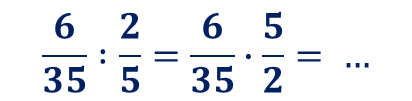 6/35 : 2/5 = 6/35 · 5/2 = ...